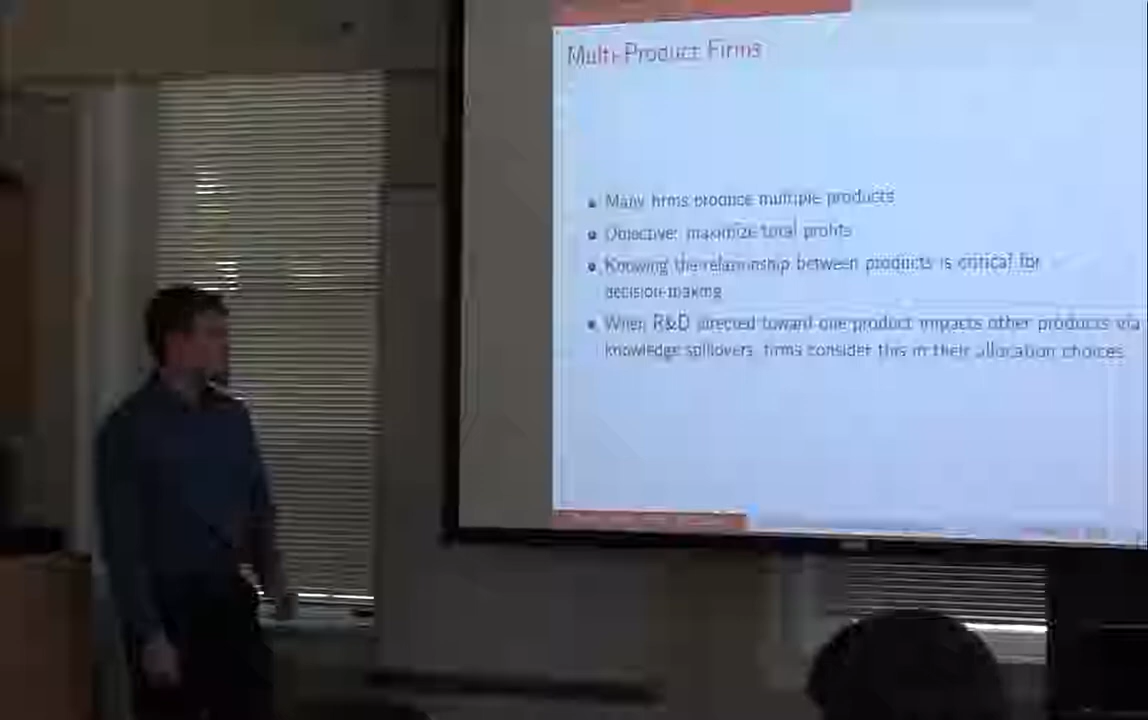 Multi-Product Firms
Many firms produce multiple products
Objective: maximize total profits
Knowing the relationship between products is critical for
decision-making
When R&D directed toward one product impacts other products via
knowledge spillovers, firms consider this in their allocation choices